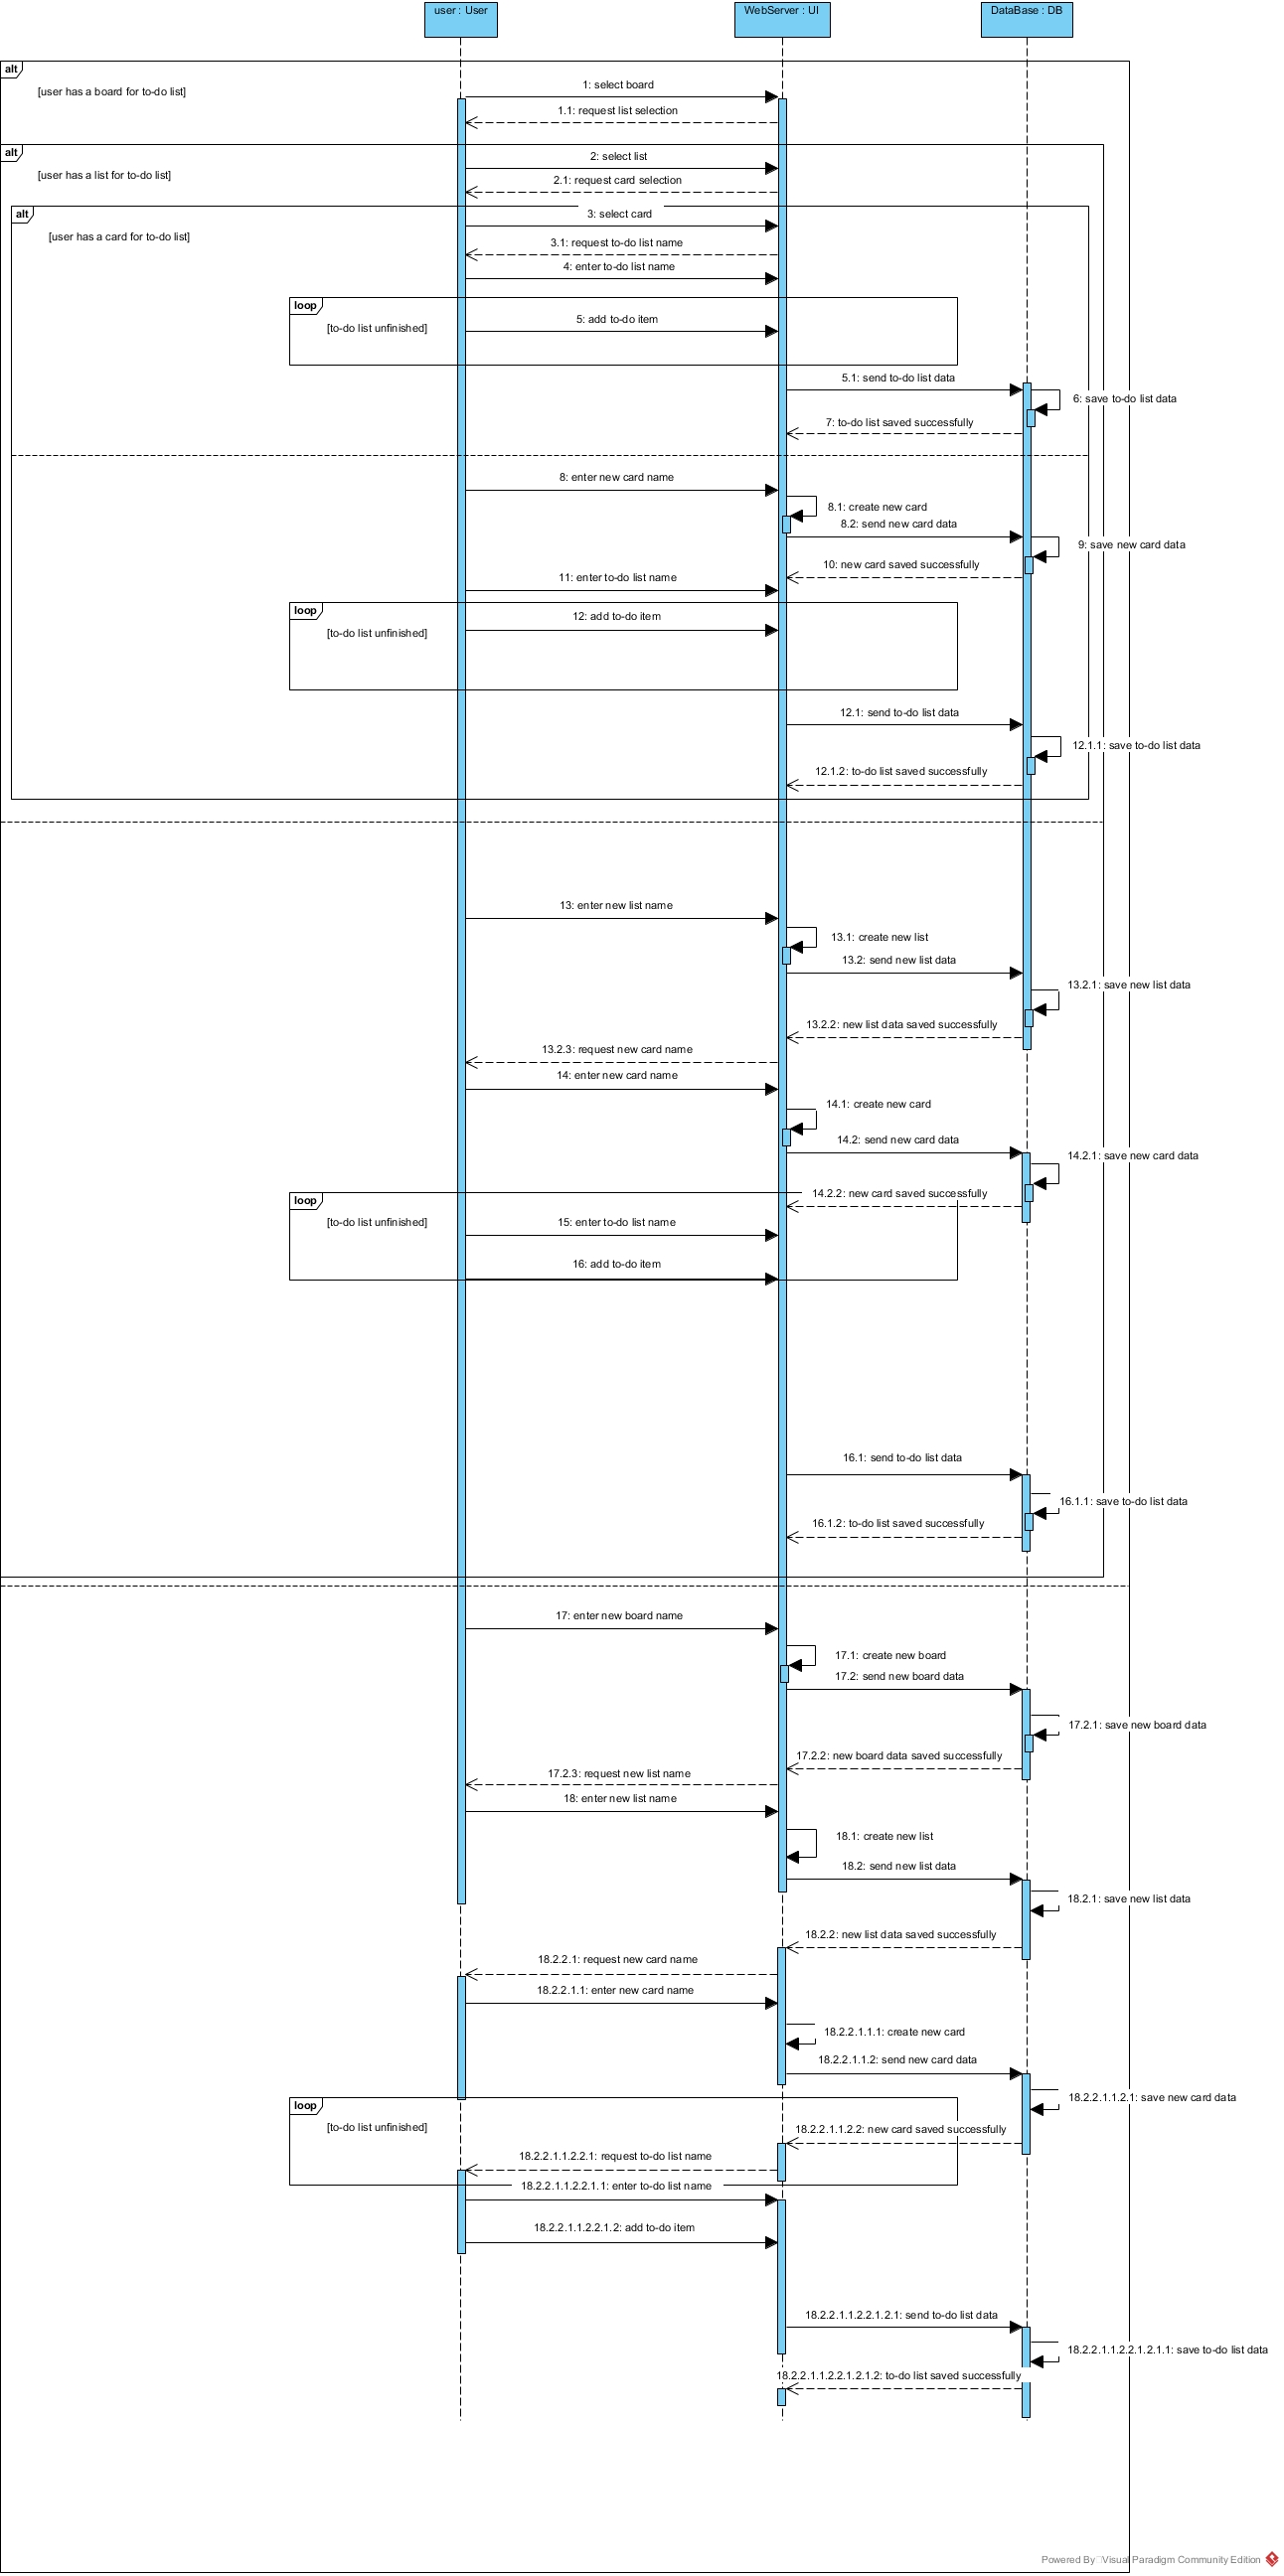 user : User
WebServer : UI
DataBase : DB
alt
[user has a board for to-do list]
1: select board
1.1: request list selection
alt
[user has a list for to-do list]
2: select list
2.1: request card selection
alt
[user has a card for to-do list]
3: select card
3.1: request to-do list name
4: enter to-do list name
loop
[to-do list unfinished]
5: add to-do item
5.1: send to-do list data
6: save to-do list data
7: to-do list saved successfully
8: enter new card name
8.1: create new card
8.2: send new card data
9: save new card data
10: new card saved successfully
11: enter to-do list name
loop
[to-do list unfinished]
12: add to-do item
12.1: send to-do list data
12.1.1: save to-do list data
12.1.2: to-do list saved successfully
13: enter new list name
13.1: create new list
13.2: send new list data
13.2.1: save new list data
13.2.2: new list data saved successfully
13.2.3: request new card name
14: enter new card name
14.1: create new card
14.2: send new card data
14.2.1: save new card data
14.2.2: new card saved successfully
loop
[to-do list unfinished]
15: enter to-do list name
16: add to-do item
16.1: send to-do list data
16.1.1: save to-do list data
16.1.2: to-do list saved successfully
17: enter new board name
17.1: create new board
17.2: send new board data
17.2.1: save new board data
17.2.2: new board data saved successfully
17.2.3: request new list name
18: enter new list name
18.1: create new list
18.2: send new list data
18.2.1: save new list data
18.2.2: new list data saved successfully
18.2.2.1: request new card name
18.2.2.1.1: enter new card name
18.2.2.1.1.1: create new card
18.2.2.1.1.2: send new card data
18.2.2.1.1.2.1: save new card data
loop
[to-do list unfinished]
18.2.2.1.1.2.2: new card saved successfully
18.2.2.1.1.2.2.1: request to-do list name
18.2.2.1.1.2.2.1.1: enter to-do list name
18.2.2.1.1.2.2.1.2: add to-do item
18.2.2.1.1.2.2.1.2.1: send to-do list data
18.2.2.1.1.2.2.1.2.1.1: save to-do list data
18.2.2.1.1.2.2.1.2.1.2: to-do list saved successfully
Powered By Visual Paradigm Community Edition